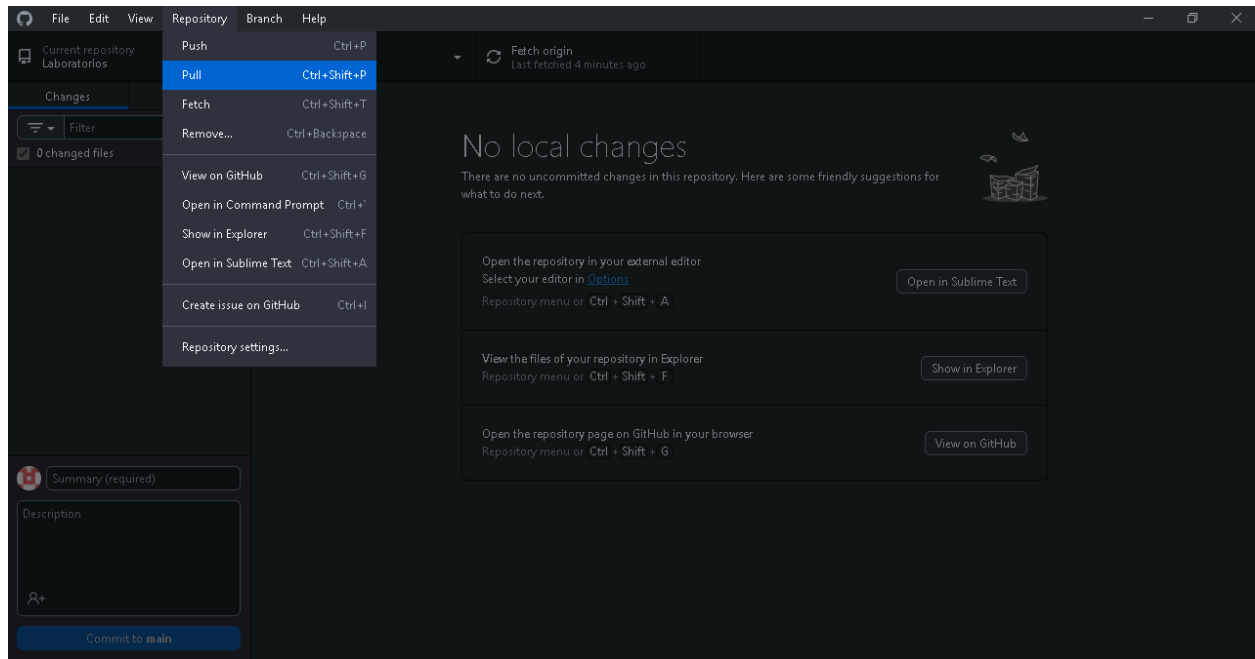 File Edit View Repository Branch Help
Current repository
Laboratorios
Fetch origin
Last fetched 4 minutes ago
Push Ctrl+P
Pull Ctrl+Shift+P
Fetch Ctrl+Shift+T
Remove... Ctrl+Backspace
View on GitHub Ctrl+Shift+G
Open in Command Prompt Ctrl+`
Show in Explorer Ctrl+Shift+F
Open in Sublime Text Ctrl+Shift+A
Create issue on GitHub Ctrl+I
Repository settings...
Changes
Filter
0 changed files
No local changes
There are no uncommitted changes in this repository. Here are some friendly suggestions for
what to do next.
Open the repository in your external editor
Select your editor in Options
Repository menu or Ctrl + Shift + A
Open in Sublime Text
View the files of your repository in Explorer
Repository menu or Ctrl + Shift + F
Show in Explorer
Open the repository page on GitHub in your browser
Repository menu or Ctrl + Shift + G
View on GitHub
Summary (required)
Description
Commit to main